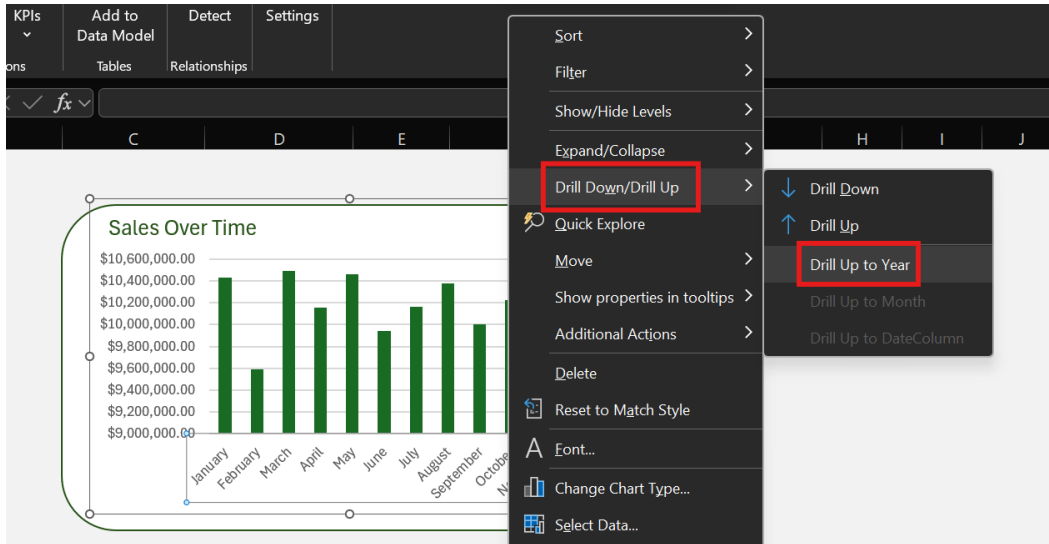 KPIs
Add to
Data Model
Detect
Settings
ons
Tables
Relationships
fx
C
D
E
H
I
J
Sales Over Time
$10,600,000.00
$10,400,000.00
$10,200,000.00
$10,000,000.00
$9,800,000.00
$9,600,000.00
$9,400,000.00
$9,200,000.00
$9,000,000.00
January
February
March
April
May
June
July
August
September
Sort
Filter
Show/Hide Levels
Expand/Collapse
Drill Down/Drill Up
Quick Explore
Move
Show properties in tooltips
Additional Actions
Delete
Reset to Match Style
A Font...
Change Chart Type...
Select Data...
Drill Down
Drill Up
Drill Up to Year
Drill Up to Month
Drill Up to DateColumn